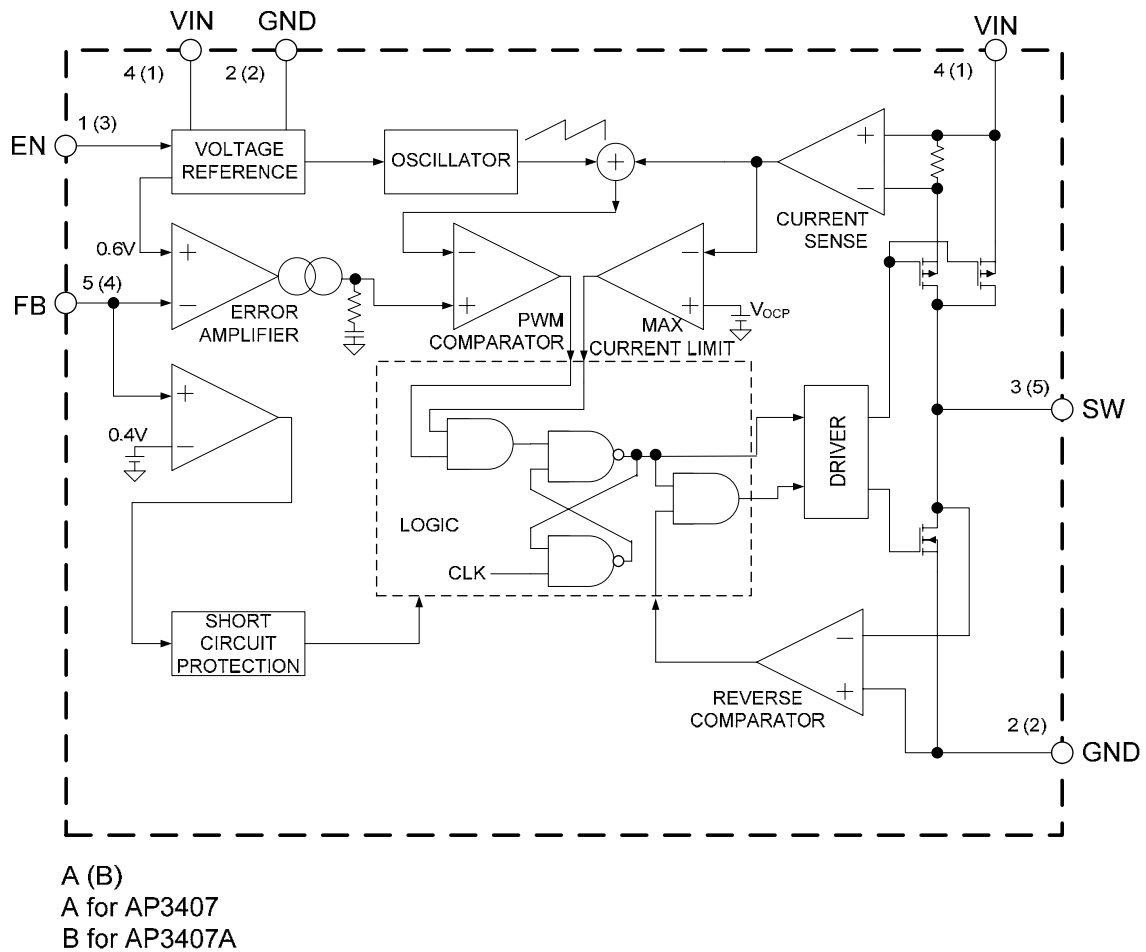 VIN
GND
VIN
4 (1)
2 (2)
4 (1)
1 (3)
EN
VOLTAGE
REFERENCE
OSCILLATOR
+
+
−
CURRENT
SENSE
0.6V
+
−
ERROR
AMPLIFIER
5 (4)
FB
−
+
PWM
COMPARATOR
−
+
MAX
CURRENT LIMIT
VOCP
+
−
0.4V
3 (5)
SW
DRIVER
LOGIC
CLK
SHORT
CIRCUIT
PROTECTION
−
+
REVERSE
COMPARATOR
2 (2)
GND
A (B)
A for AP3407
B for AP3407A